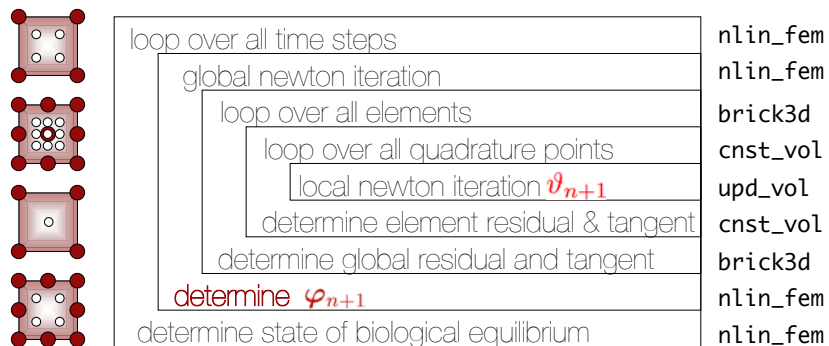 loop over all time steps nlin_fem
global newton iteration nlin_fem
loop over all elements brick3d
loop over all quadrature points cnst_vol
local newton iteration ϑₙ₊₁ upd_vol
determine element residual & tangent cnst_vol
determine global residual and tangent brick3d
determine φₙ₊₁ nlin_fem
determine state of biological equilibrium nlin_fem